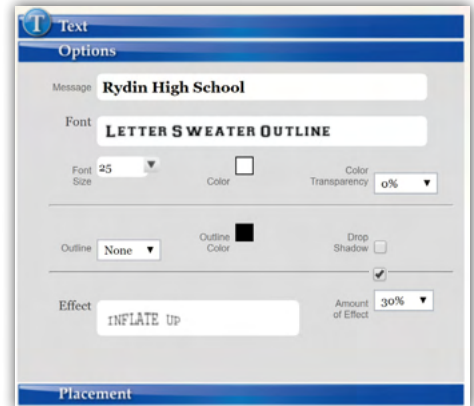 T Text
Options
Message Rydin High School
Font LETTER SWEATER OUTLINE
Font Size 25 Color Color Transparency 0%
Outline None Outline Color Drop Shadow
Effect INFLATE UP Amount of Effect 30%
Placement